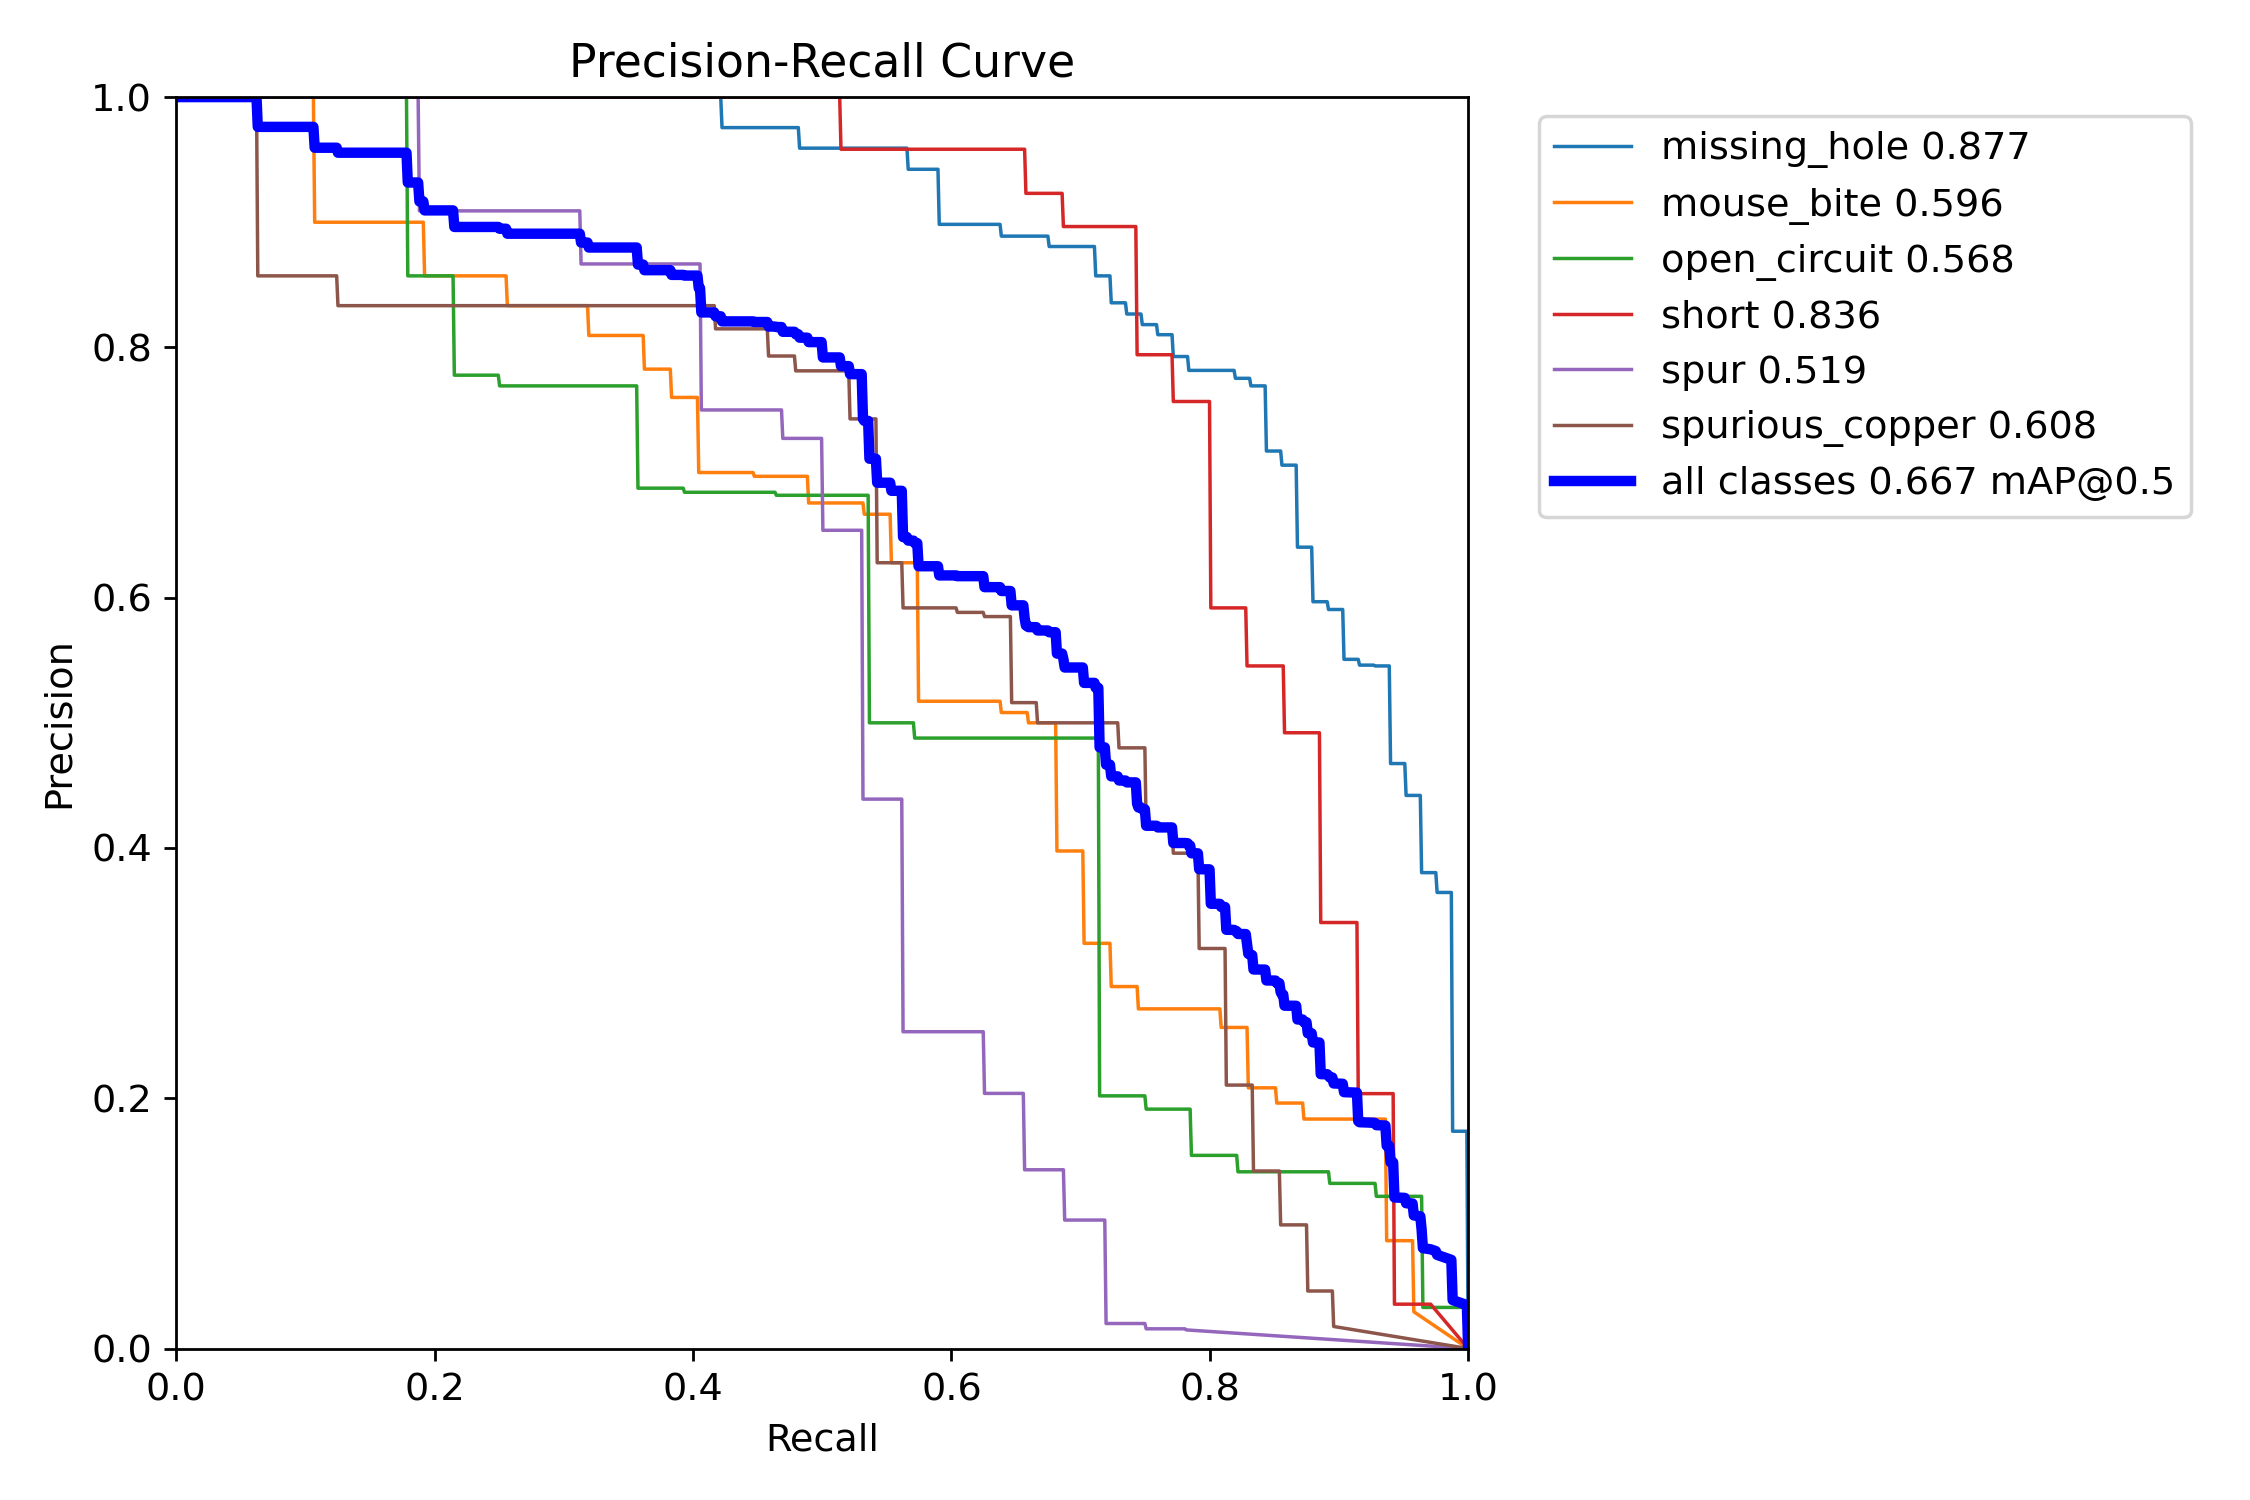 Precision-Recall Curve
1.0
0.8
0.6
0.4
0.2
0.0
Precision
0.0 0.2 0.4 0.6 0.8 1.0
Recall
missing_hole 0.877
mouse_bite 0.596
open_circuit 0.568
short 0.836
spur 0.519
spurious_copper 0.608
all classes 0.667 mAP@0.5